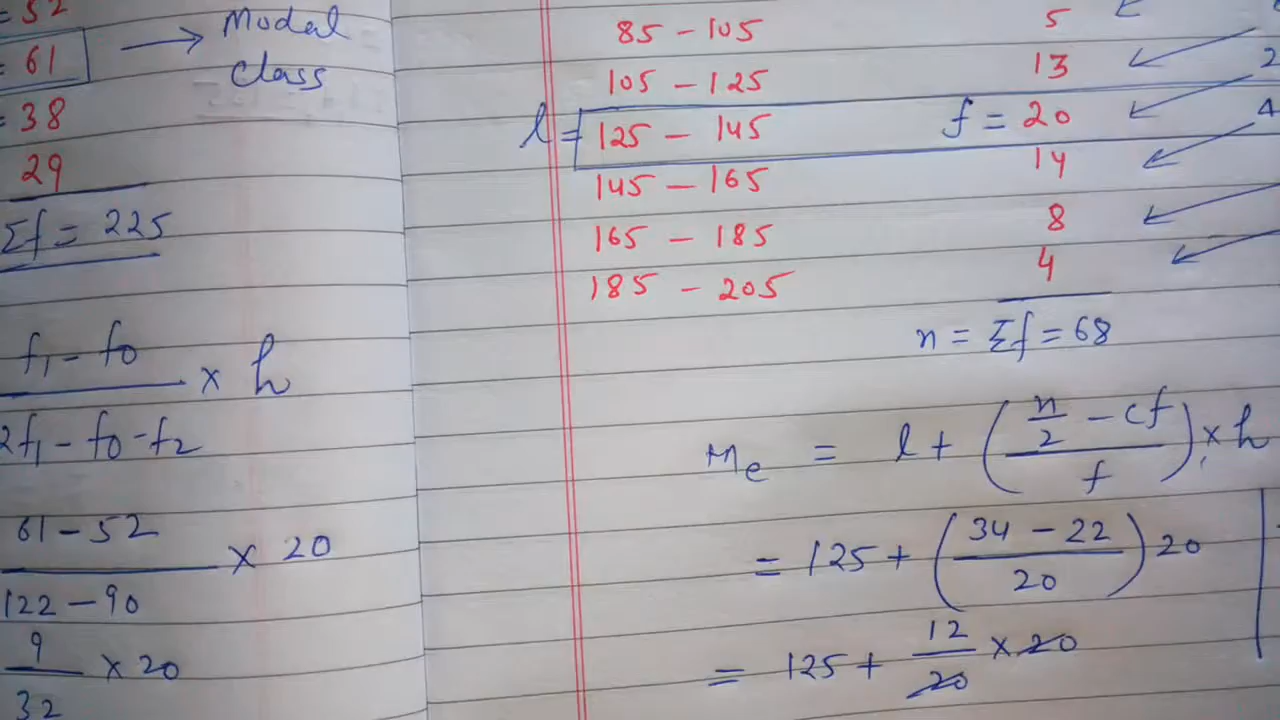 = 52
= 61 → Modal
class
= 38
29
Σf = 225
f₁ - f₀
——— × h
2f₁ - f₀ - f₂
61 - 52
——— × 20
122 - 90
9
— × 20
32
85 - 105 5
105 - 125 13
l = 125 - 145 f = 20
145 - 165 14
165 - 185 8
185 - 205 4
n = Σf = 68
Me = l + ( (n/2 - cf) / f ) × h
= 125 + ( (34 - 22) / 20 ) 20
= 125 + 12/20 × 20